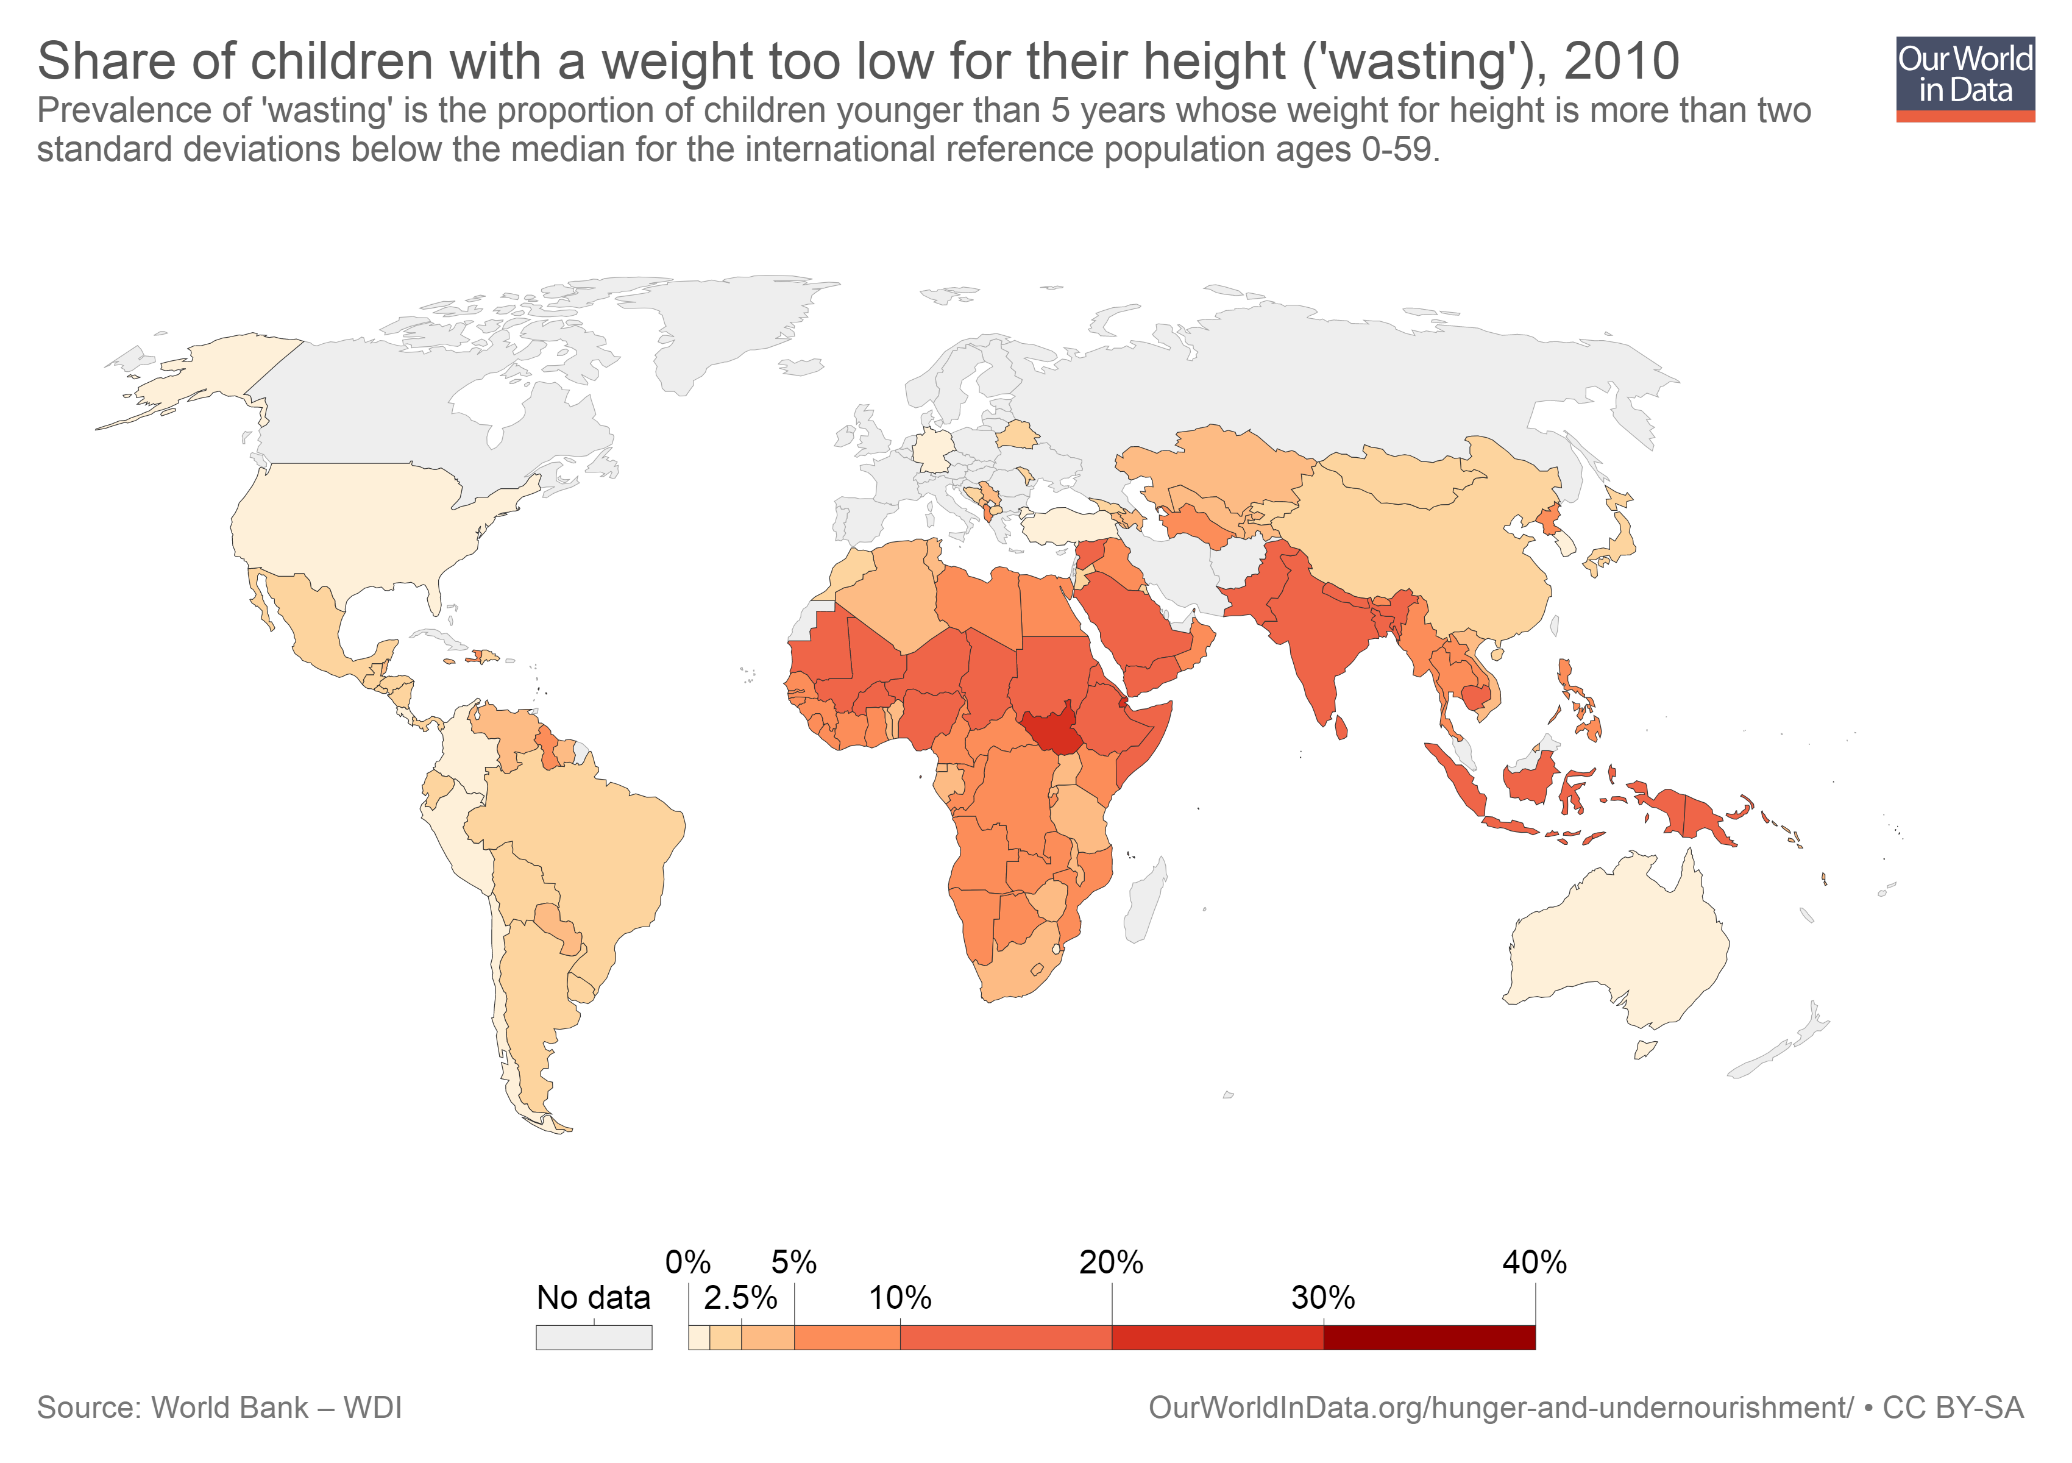 Share of children with a weight too low for their height ('wasting'), 2010
Our World
in Data
Prevalence of 'wasting' is the proportion of children younger than 5 years whose weight for height is more than two
standard deviations below the median for the international reference population ages 0-59.
0% 5% 20% 40%
No data 2.5% 10% 30%
Source: World Bank – WDI
OurWorldInData.org/hunger-and-undernourishment/ • CC BY-SA